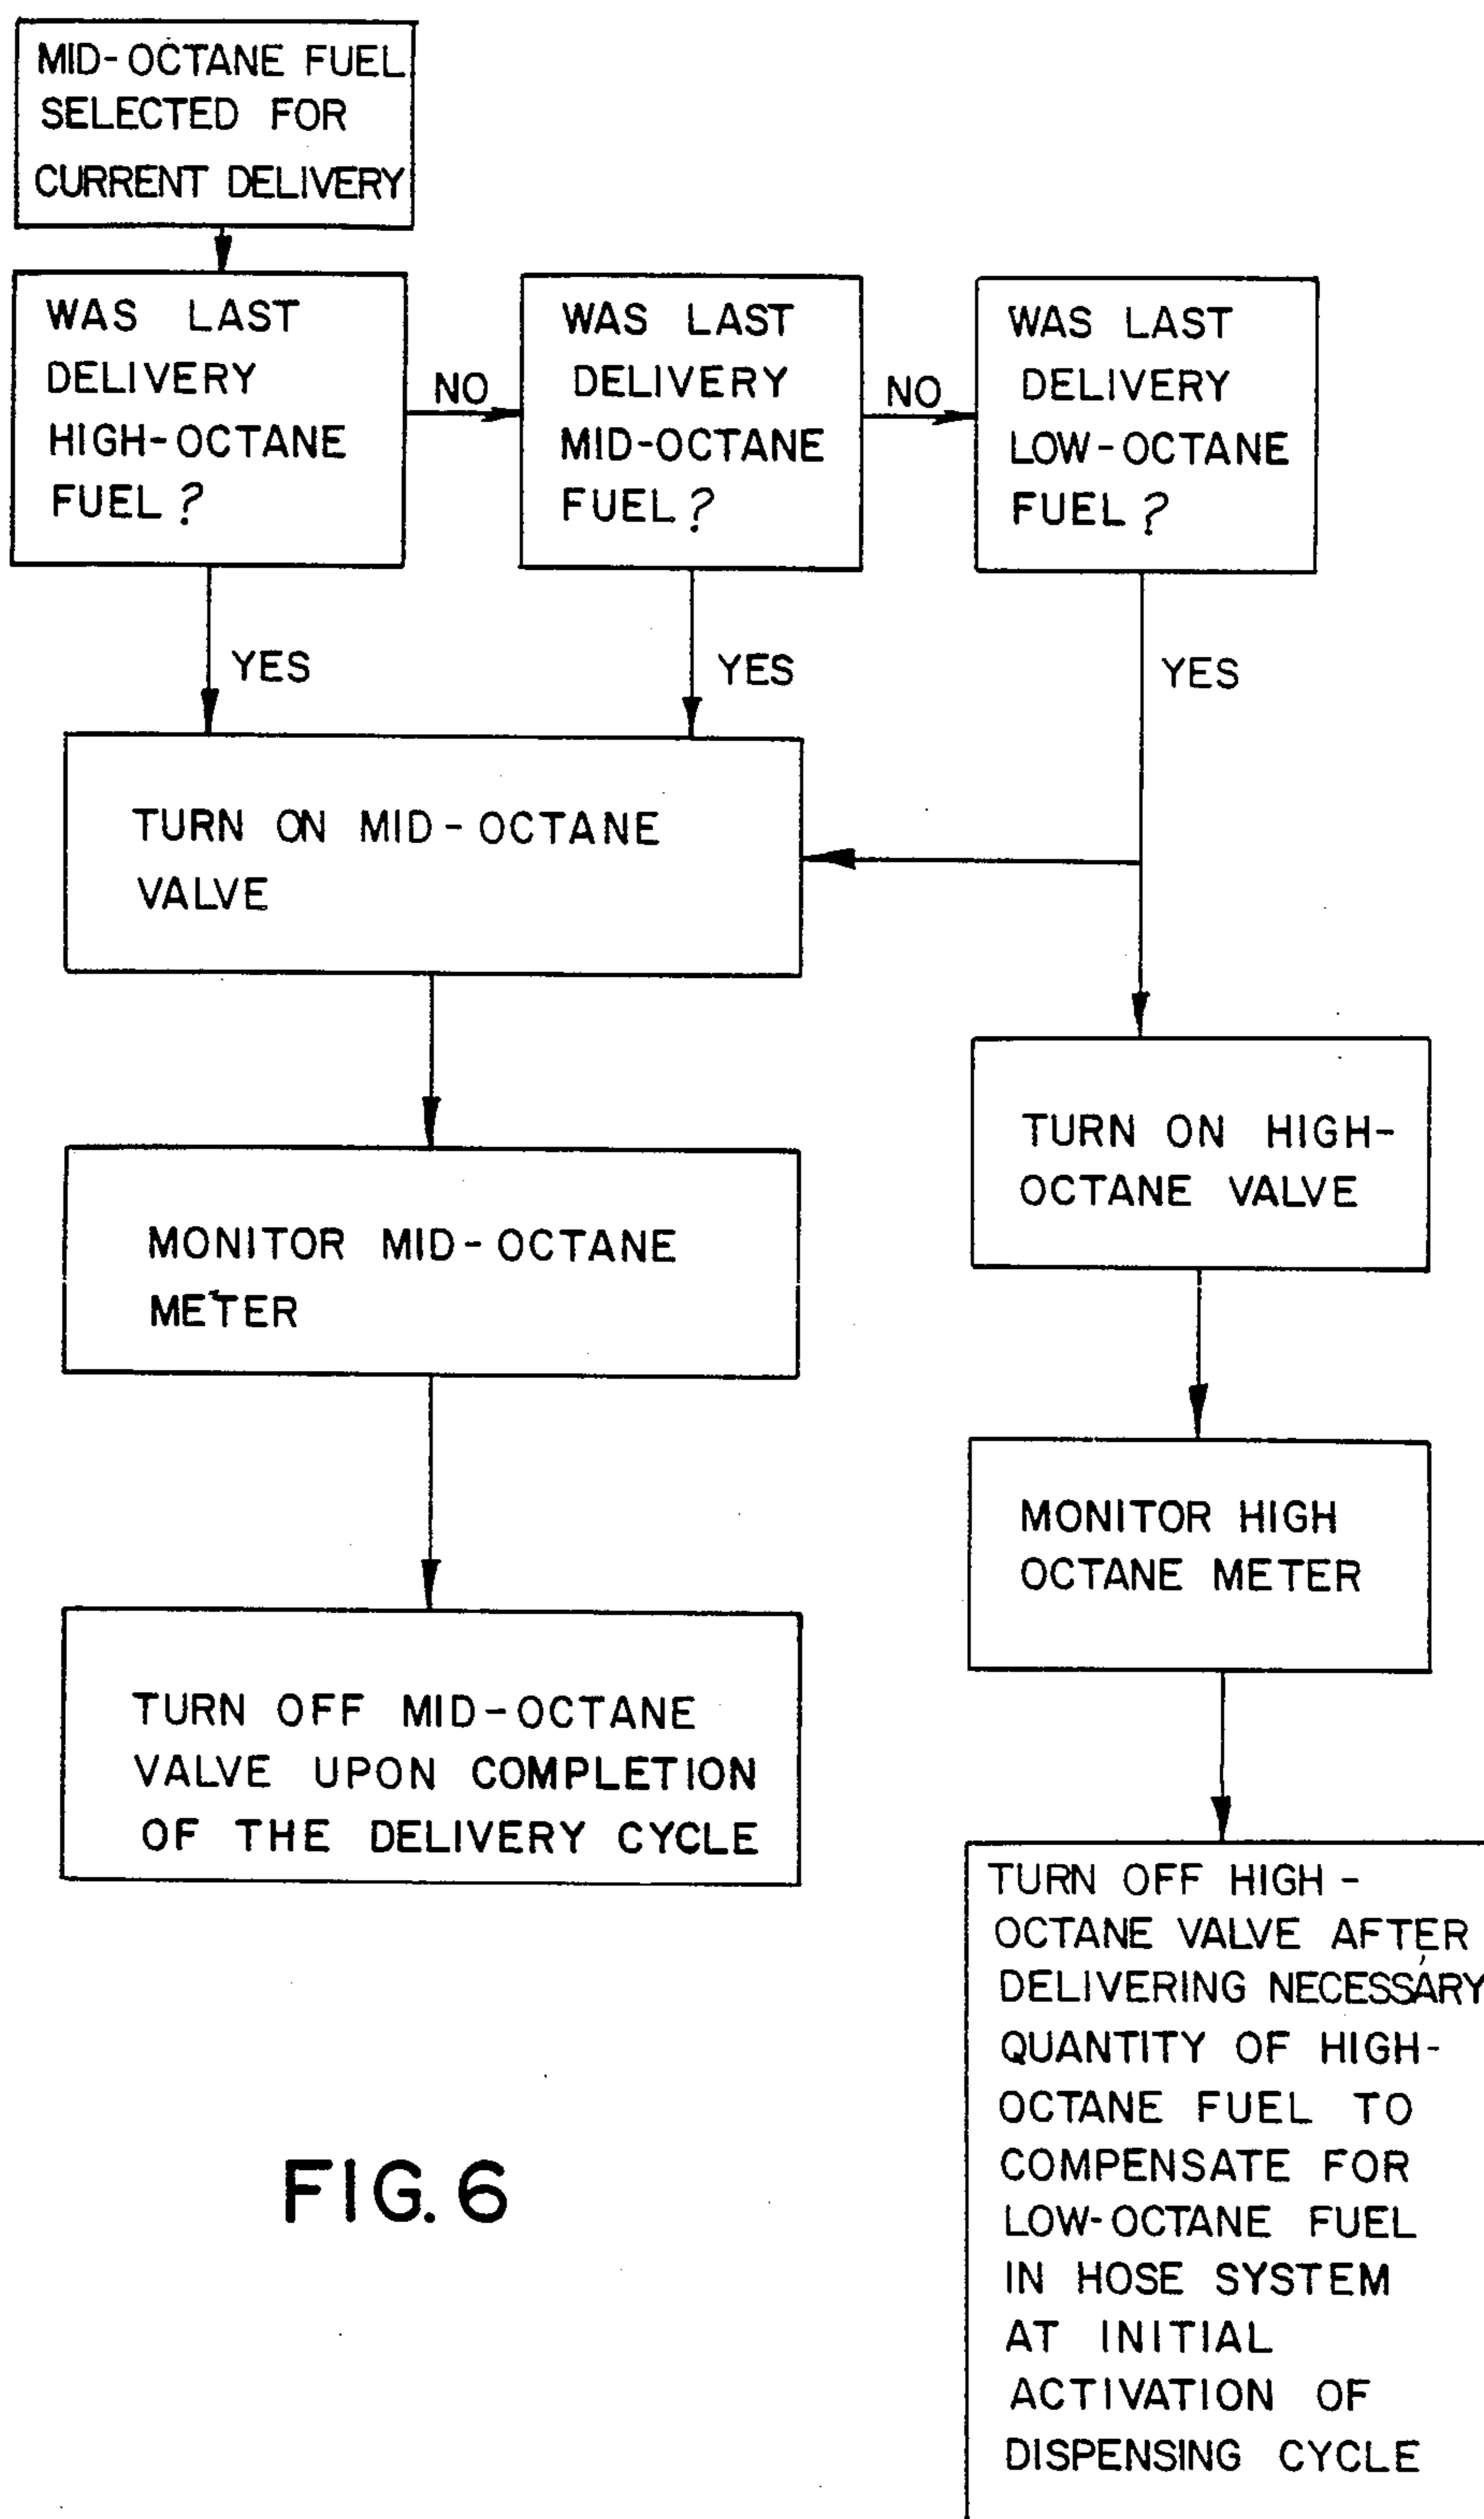 MID-OCTANE FUEL
SELECTED FOR
CURRENT DELIVERY
WAS LAST
DELIVERY
HIGH-OCTANE
FUEL?
NO
WAS LAST
DELIVERY
MID-OCTANE
FUEL?
NO
WAS LAST
DELIVERY
LOW-OCTANE
FUEL?
YES
YES
YES
TURN ON MID-OCTANE
VALVE
MONITOR MID-OCTANE
METER
TURN OFF MID-OCTANE
VALVE UPON COMPLETION
OF THE DELIVERY CYCLE
TURN ON HIGH-
OCTANE VALVE
MONITOR HIGH
OCTANE METER
TURN OFF HIGH-
OCTANE VALVE AFTER
DELIVERING NECESSARY
QUANTITY OF HIGH-
OCTANE FUEL TO
COMPENSATE FOR
LOW-OCTANE FUEL
IN HOSE SYSTEM
AT INITIAL
ACTIVATION OF
DISPENSING CYCLE
FIG. 6